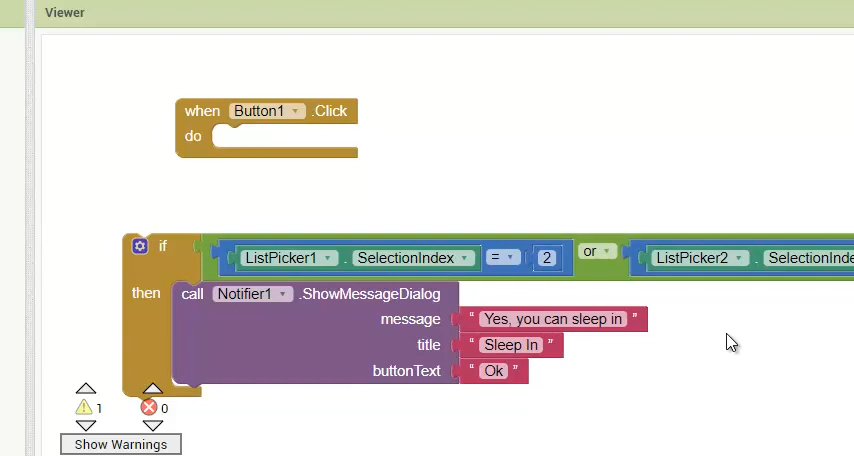 Viewer
when Button1 .Click
do
if ListPicker1 . SelectionIndex = 2 or ListPicker2 . SelectionInde
then call Notifier1 .ShowMessageDialog
message “ Yes, you can sleep in ”
title “ Sleep In ”
buttonText “ Ok ”
1 0
Show Warnings